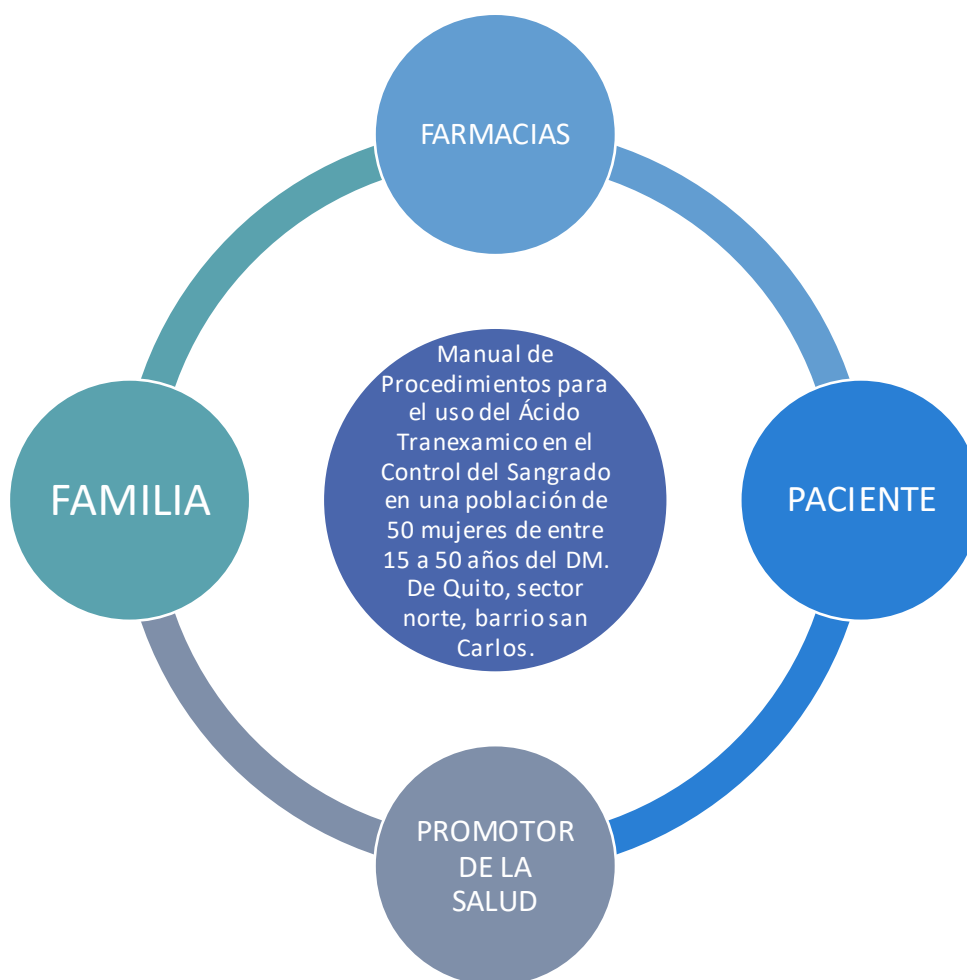 FARMACIAS
Manual de
Procedimientos para
el uso del Ácido
Tranexamico en el
Control del Sangrado
en una población de
50 mujeres de entre
15 a 50 años del DM.
De Quito, sector
norte, barrio san
Carlos.
FAMILIA
PACIENTE
PROMOTOR
DE LA
SALUD